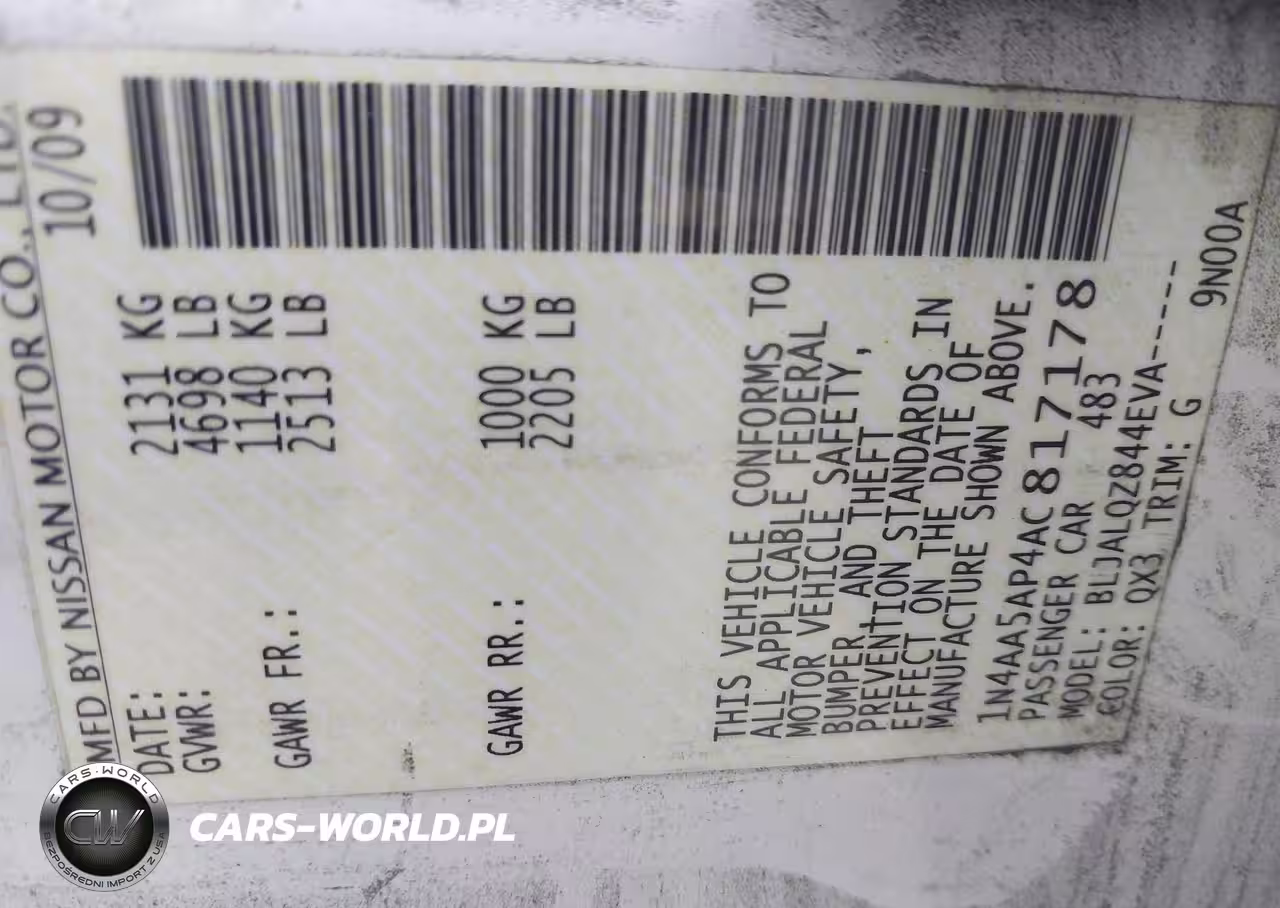 MFD BY NISSAN MOTOR CO., LTD.
DATE: 10/09
GVWR: 2131 KG
4698 LB
GAWR FR.: 1140 KG
2513 LB
GAWR RR.: 1000 KG
2205 LB
THIS VEHICLE CONFORMS TO
ALL APPLICABLE FEDERAL
MOTOR VEHICLE SAFETY,
BUMPER, AND THEFT
PREVENTION STANDARDS IN
EFFECT ON THE DATE OF
MANUFACTURE SHOWN ABOVE.
1N4AA5AP4AC817178
PASSENGER CAR 483
MODEL: BLJALQZ844EVA-----
COLOR: QX3 TRIM: G 9N00A
CARS-WORLD
CW
BEZPOŚREDNI IMPORT Z USA
CARS-WORLD.PL